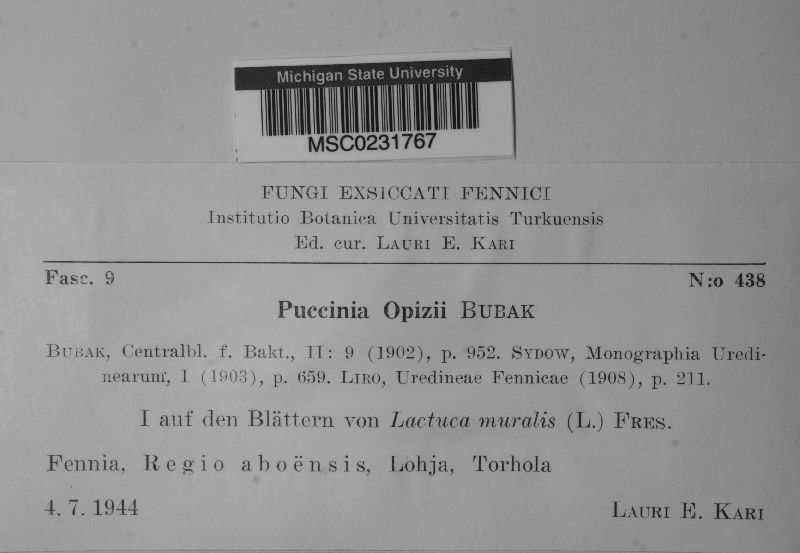 Michigan State University
MSC0231767
FUNGI EXSICCATI FENNICI
Institutio Botanica Universitatis Turkuensis
Ed. cur. LAURI E. KARI
Fasc. 9 N:o 438
Puccinia Opizii BUBAK
BUBAK, Centralbl. f. Bakt., II: 9 (1902), p. 952. SYDOW, Monographia Uredi-
nearum, I (1903), p. 659. LIRO, Uredineae Fennicae (1908), p. 211.
I auf den Blättern von Lactuca muralis (L.) FRES.
Fennia, Regio aboënsis, Lohja, Torhola
4. 7. 1944 LAURI E. KARI